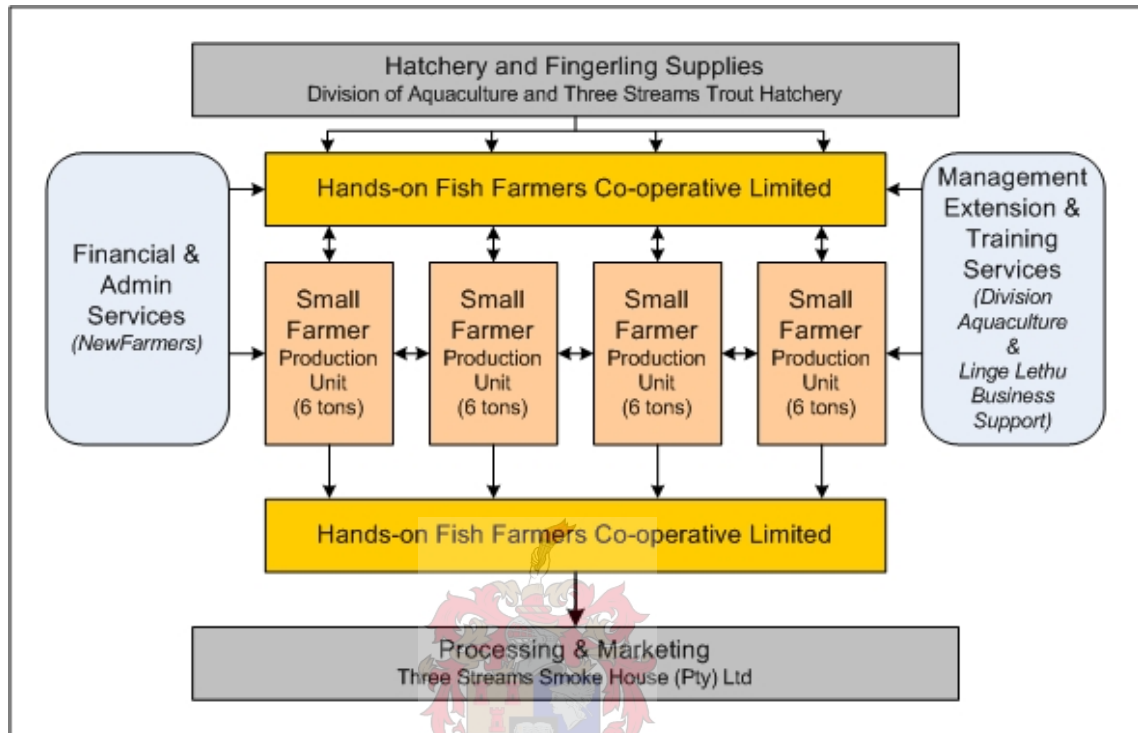 Hatchery and Fingerling Supplies
Division of Aquaculture and Three Streams Trout Hatchery
Hands-on Fish Farmers Co-operative Limited
Financial &
Admin
Services
(NewFarmers)
Small
Farmer
Production
Unit
(6 tons)
Small
Farmer
Production
Unit
(6 tons)
Small
Farmer
Production
Unit
(6 tons)
Small
Farmer
Production
Unit
(6 tons)
Management
Extension &
Training
Services
(Division
Aquaculture
&
Linge Lethu
Business
Support)
Hands-on Fish Farmers Co-operative Limited
Processing & Marketing
Three Streams Smoke House (Pty) Ltd